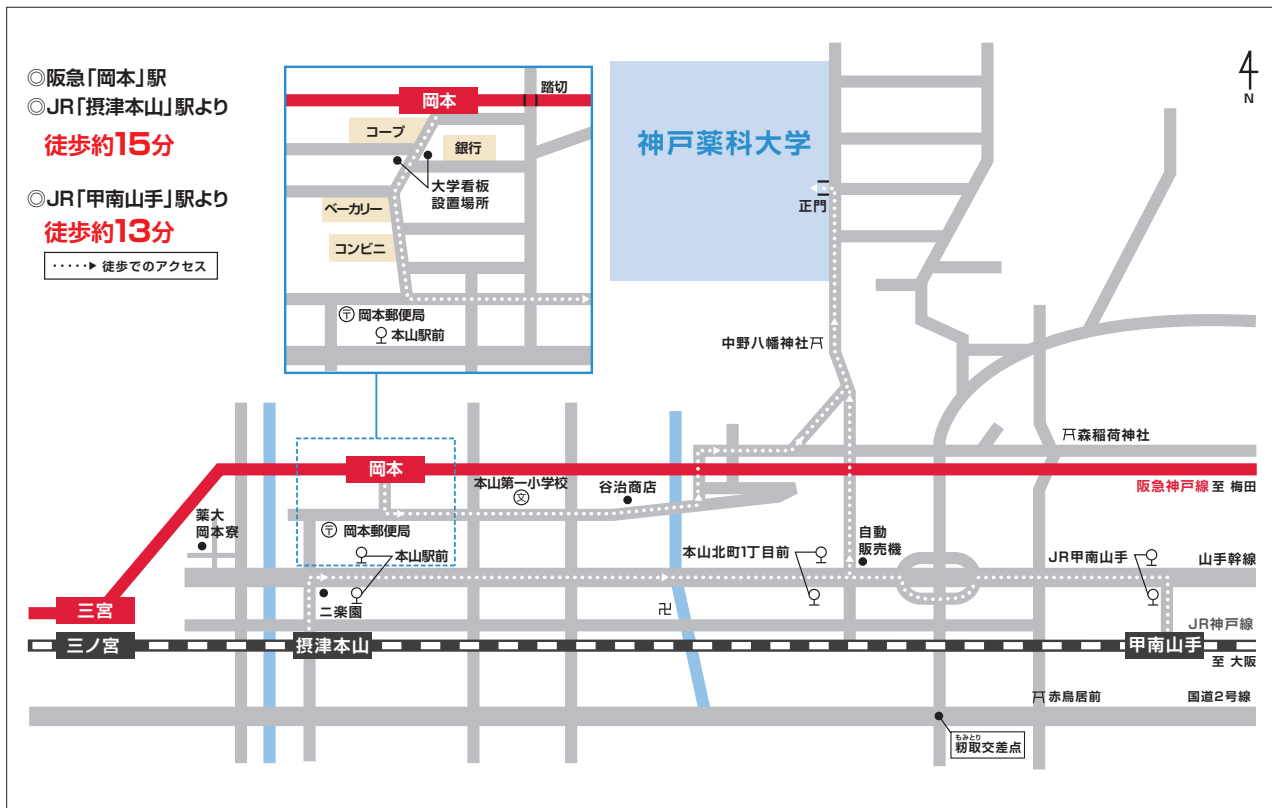 ◎阪急「岡本」駅
◎JR「摂津本山」駅より
徒歩約15分
◎JR「甲南山手」駅より
徒歩約13分
徒歩でのアクセス
踏切
岡本
コープ
銀行
大学看板
設置場所
ベーカリー
コンビニ
〒岡本郵便局
本山駅前
神戸薬科大学
正門
N
中野八幡神社
森稲荷神社
岡本
阪急神戸線 至 梅田
本山第一小学校
文
谷治商店
薬大
岡本寮
〒岡本郵便局
本山駅前
本山北町1丁目前
自動
販売機
JR甲南山手
山手幹線
二楽園
卍
三宮
JR神戸線
三ノ宮
摂津本山
甲南山手
至 大阪
赤鳥居前
国道2号線
もみとり
籾取交差点